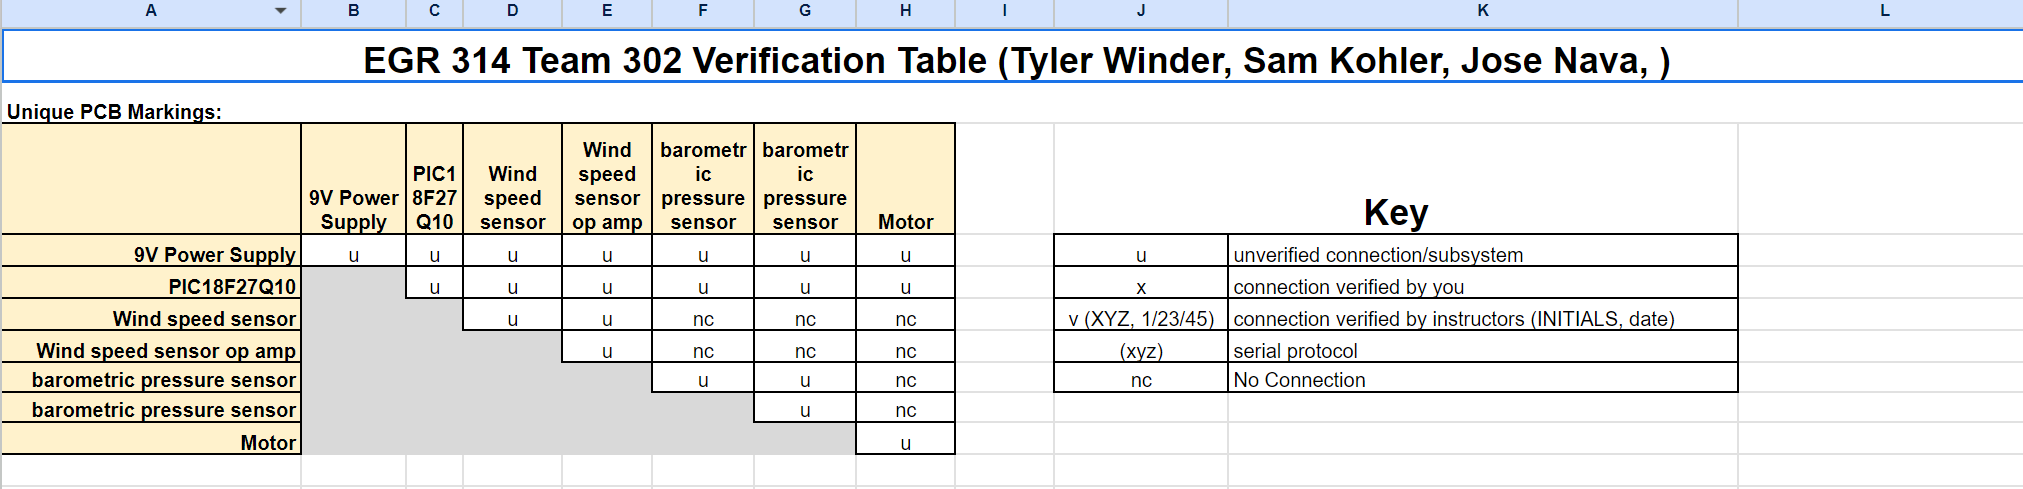 A B C D E F G H I J K L
EGR 314 Team 302 Verification Table (Tyler Winder, Sam Kohler, Jose Nava, )
Unique PCB Markings:
9V Power Supply
PIC18F27Q10
Wind speed sensor
Wind speed sensor op amp
barometric pressure sensor
barometric pressure sensor
Motor
Key
9V Power Supply u u u u u u u
u unverified connection/subsystem
PIC18F27Q10 u u u u u u
x connection verified by you
Wind speed sensor u u nc nc nc
v (XYZ, 1/23/45) connection verified by instructors (INITIALS, date)
Wind speed sensor op amp u nc nc nc
(xyz) serial protocol
barometric pressure sensor u u nc
nc No Connection
barometric pressure sensor u nc
Motor u